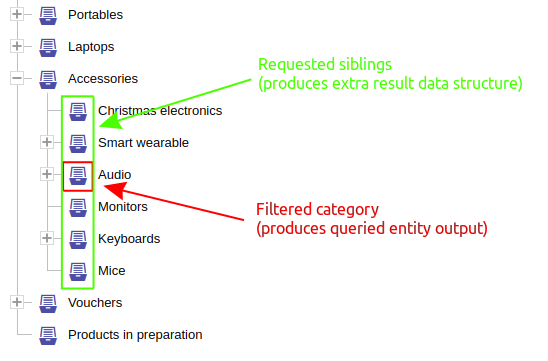 Portables
Laptops
Accessories
Requested siblings
(produces extra result data structure)
Christmas electronics
Smart wearable
Audio
Monitors
Filtered category
(produces queried entity output)
Keyboards
Mice
Vouchers
Products in preparation